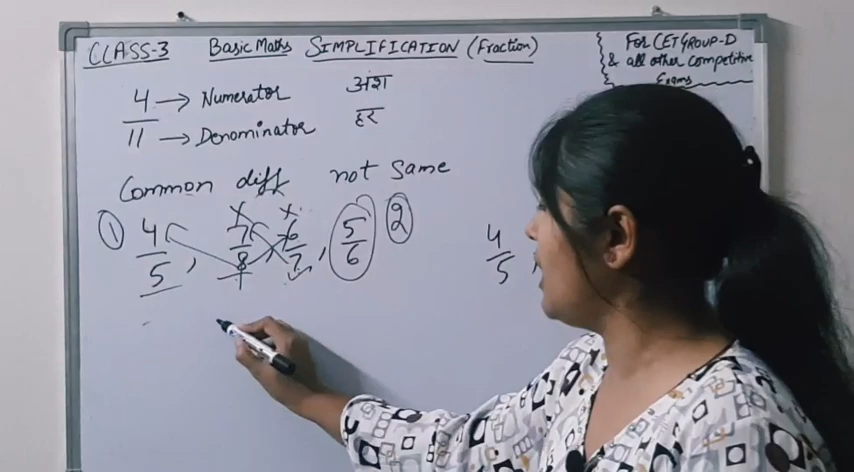 CLASS-3 Basic Maths SIMPLIFICATION (Fraction)
For CET GROUP-D
& all other competitive
Exams
4/11
→ Numerator अंश
→ Denominator हर
Common diff not same
① 4/5, 7/8 6/7, 5/6 ②
4/5,